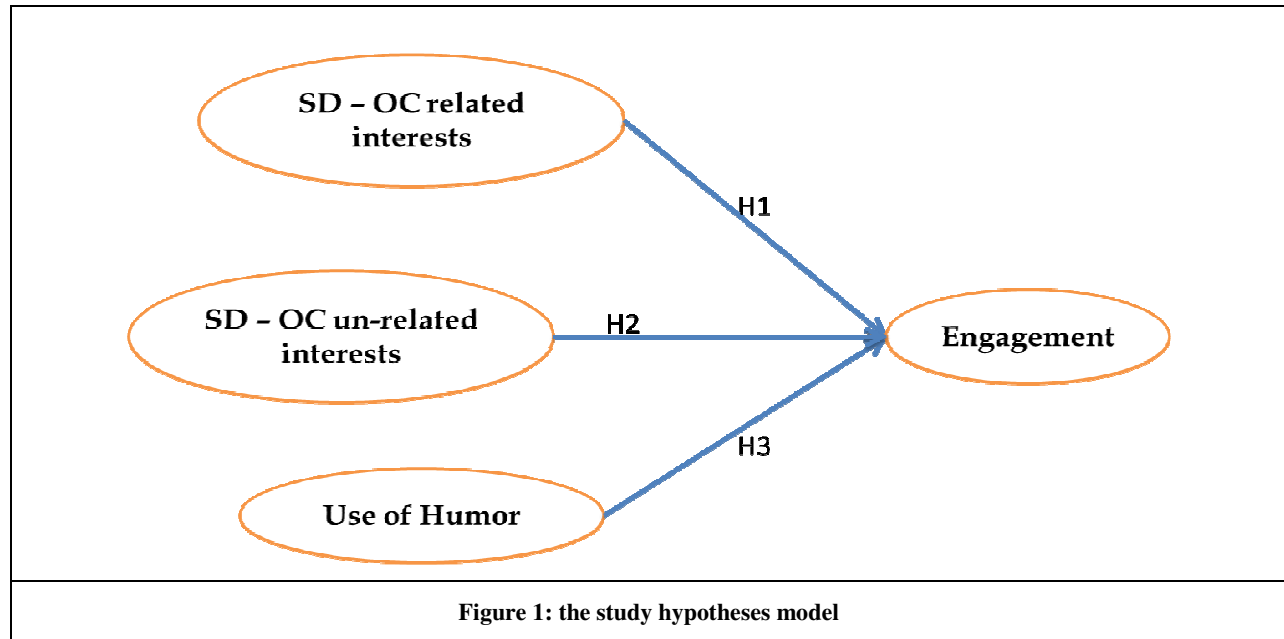 SD – OC related
interests
H1
SD – OC un-related
interests
H2
Engagement
H3
Use of Humor
Figure 1: the study hypotheses model